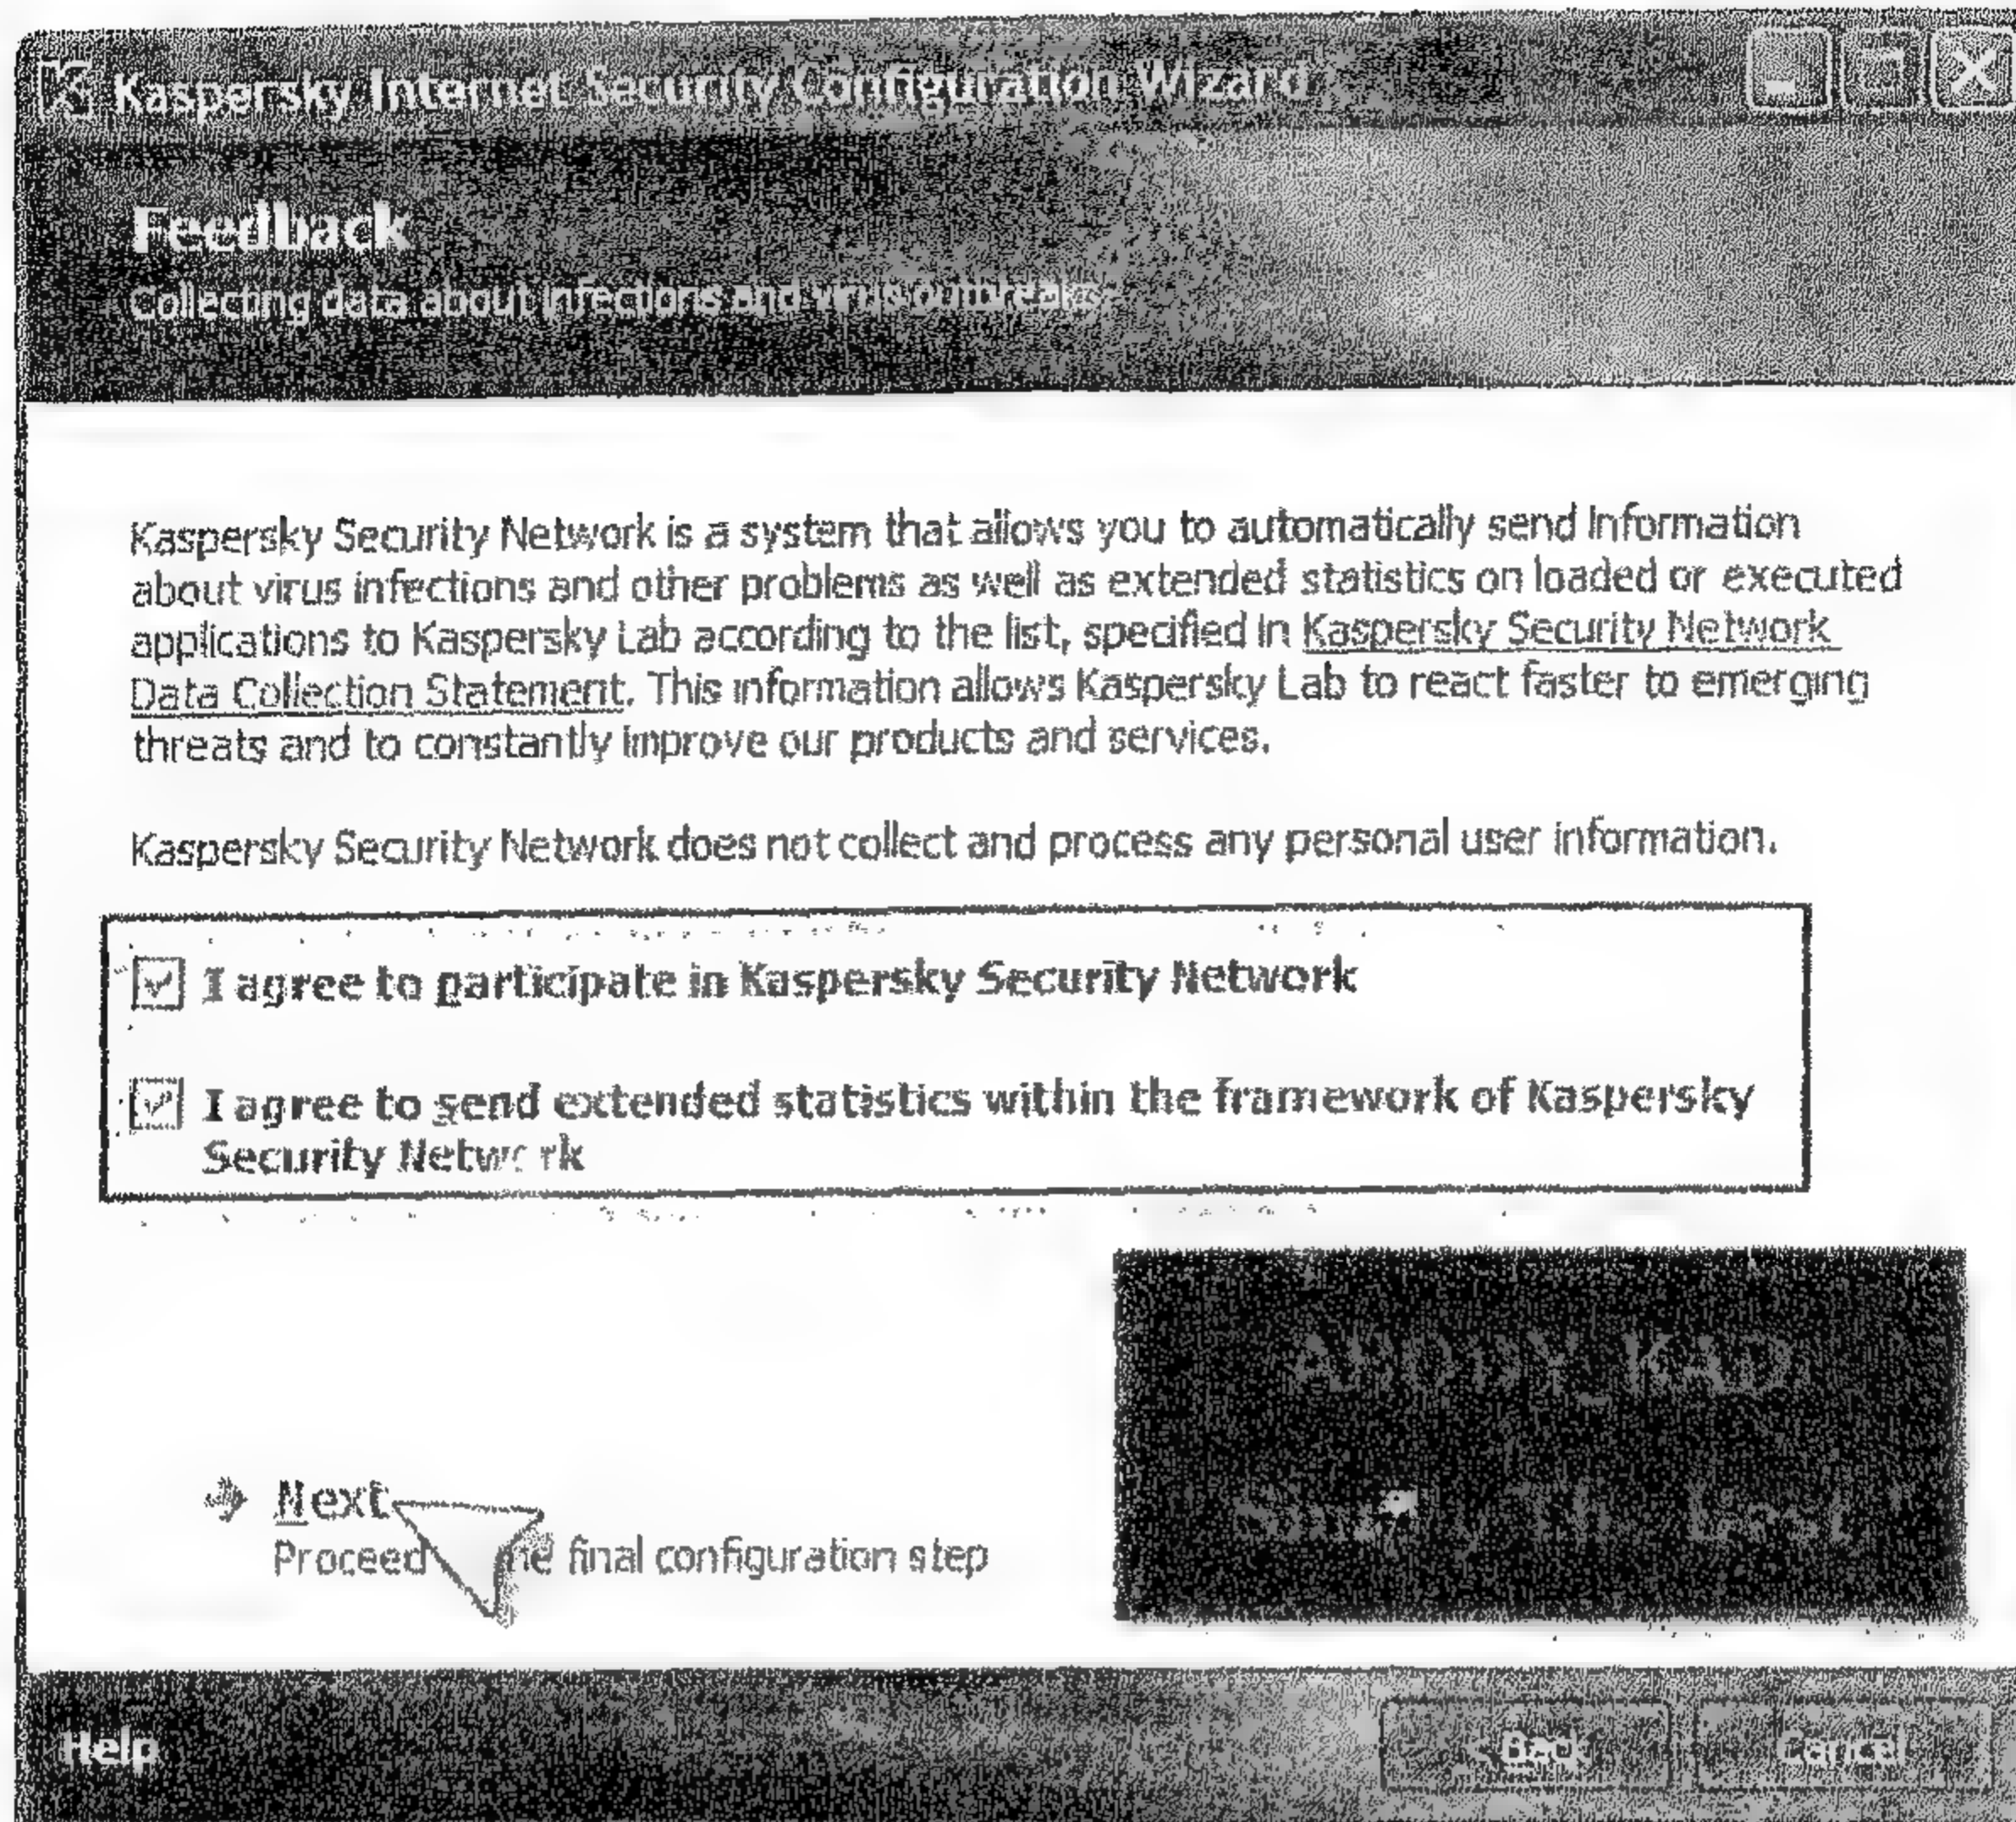 Kaspersky Internet Security Configuration Wizard
Feedback
Collecting data about infections and virus outbreaks
Kaspersky Security Network is a system that allows you to automatically send information
about virus infections and other problems as well as extended statistics on loaded or executed
applications to Kaspersky Lab according to the list, specified in Kaspersky Security Network
Data Collection Statement. This information allows Kaspersky Lab to react faster to emerging
threats and to constantly improve our products and services.
Kaspersky Security Network does not collect and process any personal user information.
I agree to participate in Kaspersky Security Network
I agree to send extended statistics within the framework of Kaspersky
Security Network
Next
Proceed final configuration step
Help
Back
Cancel